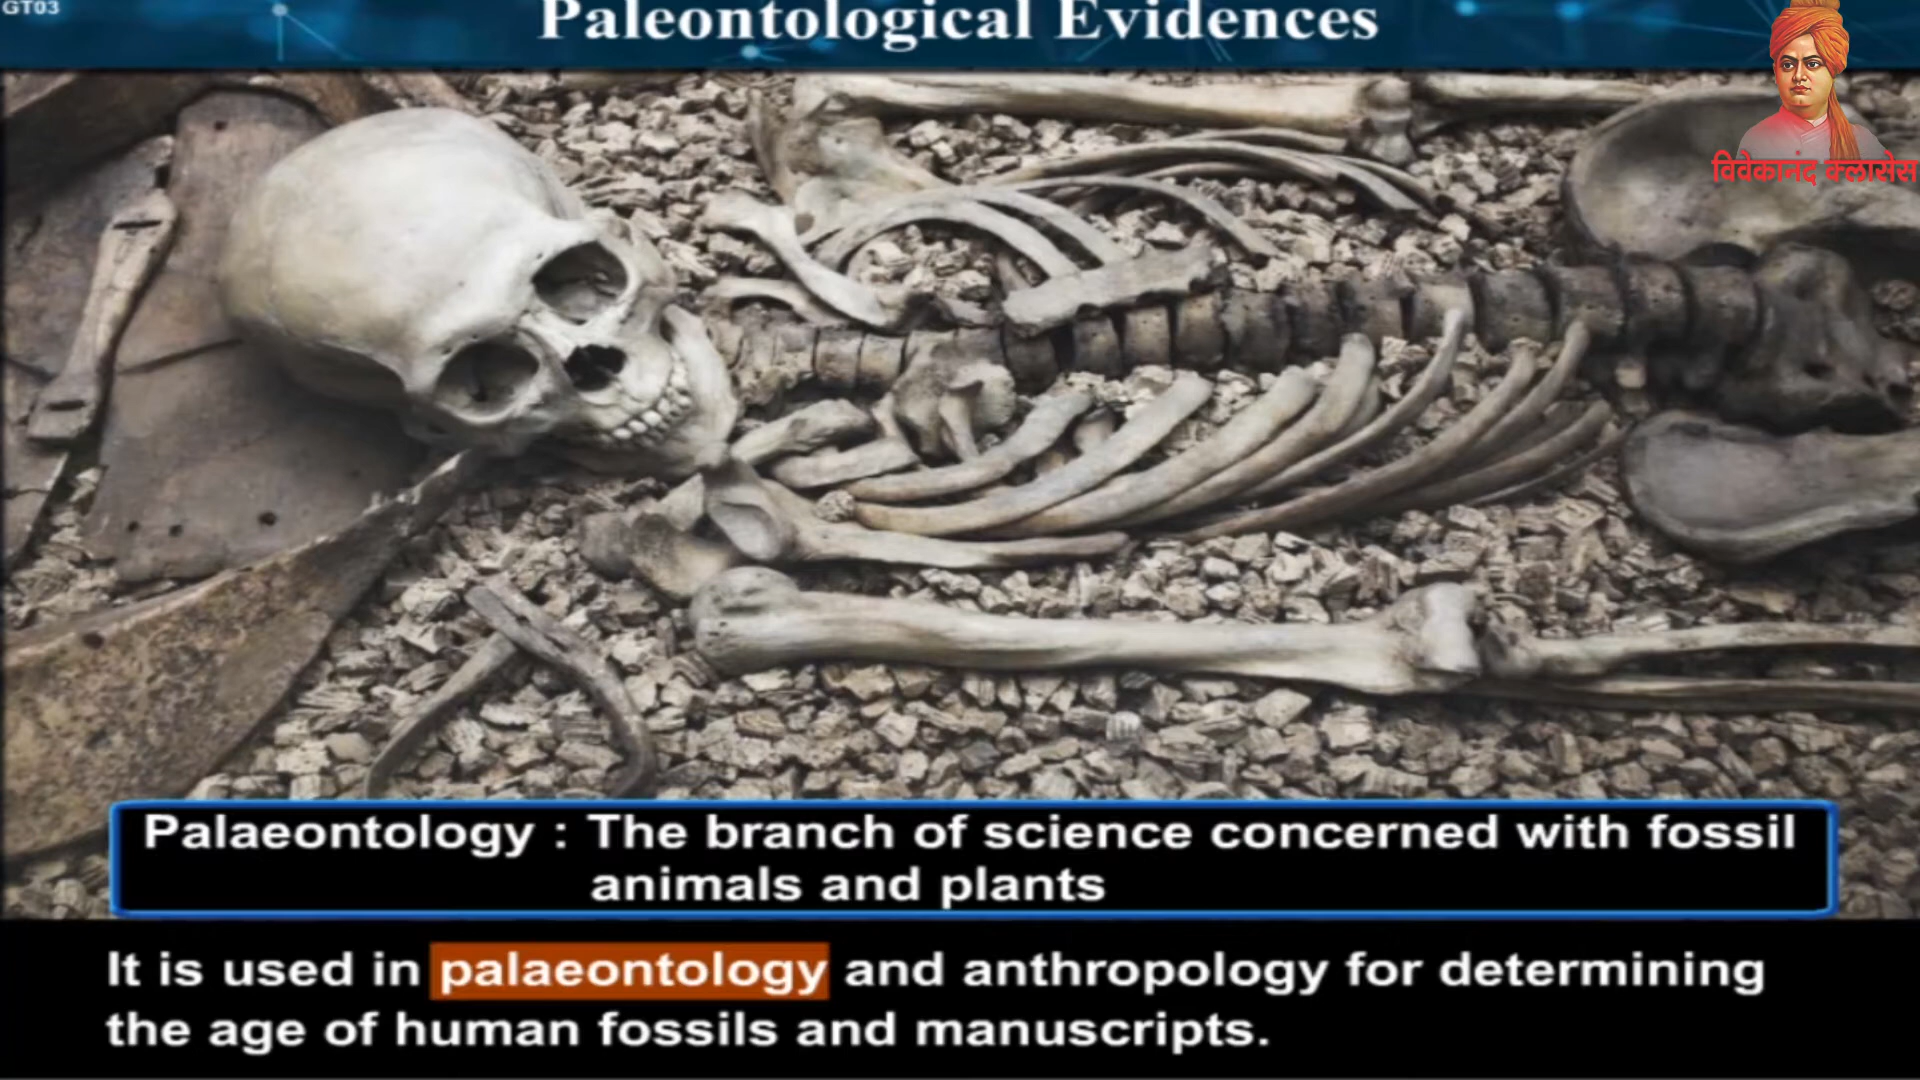 GT03
Paleontological Evidences
विवेकानंद क्लासेस
Palaeontology : The branch of science concerned with fossil
animals and plants
It is used in palaeontology and anthropology for determining
the age of human fossils and manuscripts.